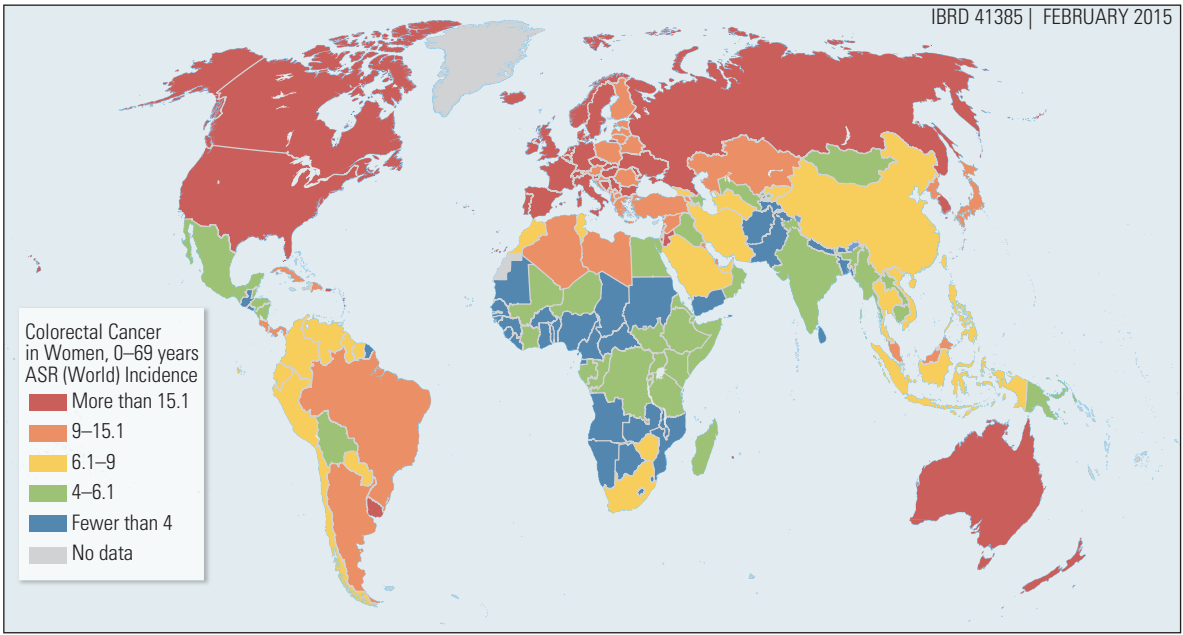 IBRD 41385 | FEBRUARY 2015
Colorectal Cancer
in Women, 0–69 years
ASR (World) Incidence
More than 15.1
9–15.1
6.1–9
4–6.1
Fewer than 4
No data